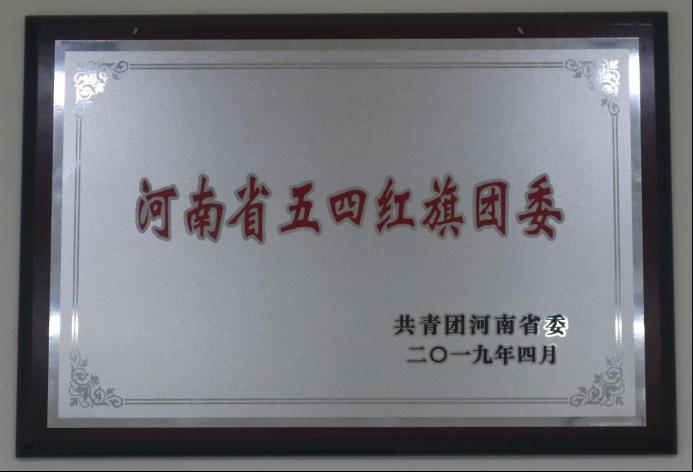 河南省五四红旗团委
共青团河南省委
二〇一九年四月